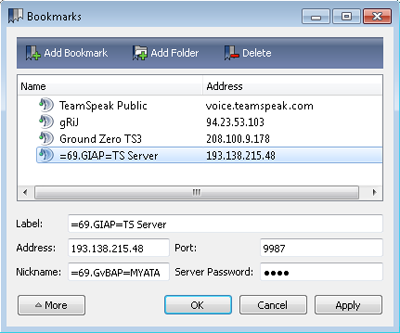 Bookmarks
Add Bookmark Add Folder Delete
Name Address
TeamSpeak Public voice.teamspeak.com
gRiJ 94.23.53.103
Ground Zero TS3 208.100.9.178
=69.GIAP=TS Server 193.138.215.48
Label: =69.GIAP=TS Server
Address: 193.138.215.48 Port: 9987
Nickname: =69.GvBAP=MYATA Server Password: ●●●●
More OK Cancel Apply